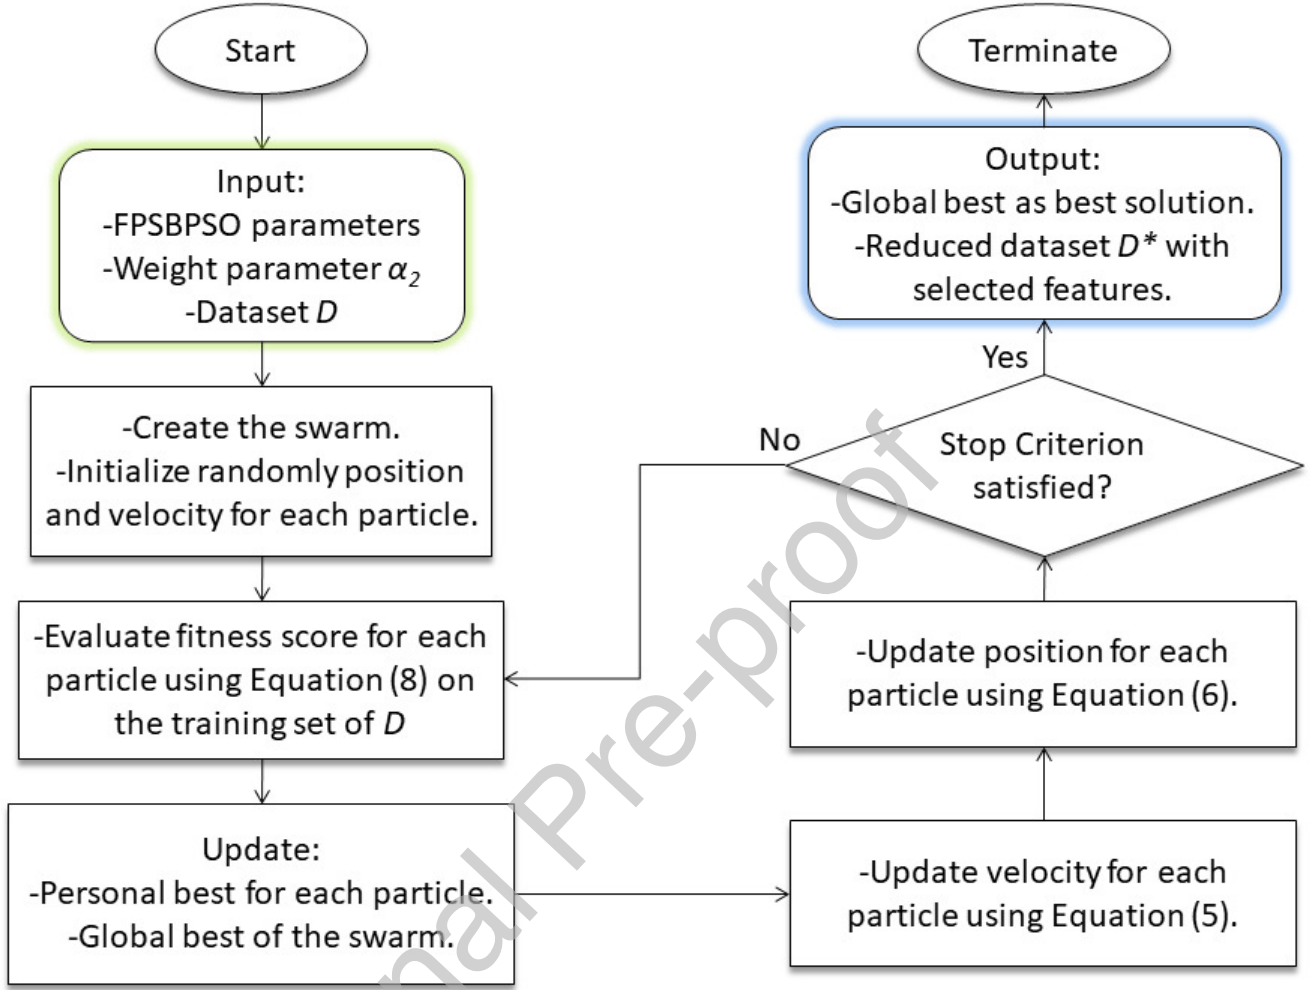 Start
Input:
-FPSBPSO parameters
-Weight parameter α₂
-Dataset D
-Create the swarm.
-Initialize randomly position
and velocity for each particle.
-Evaluate fitness score for each
particle using Equation (8) on
the training set of D
Update:
-Personal best for each particle.
-Global best of the swarm.
-Update velocity for each
particle using Equation (5).
-Update position for each
particle using Equation (6).
Stop Criterion
satisfied?
No
Yes
Output:
-Global best as best solution.
-Reduced dataset D* with
selected features.
Terminate
nal Pre-proof